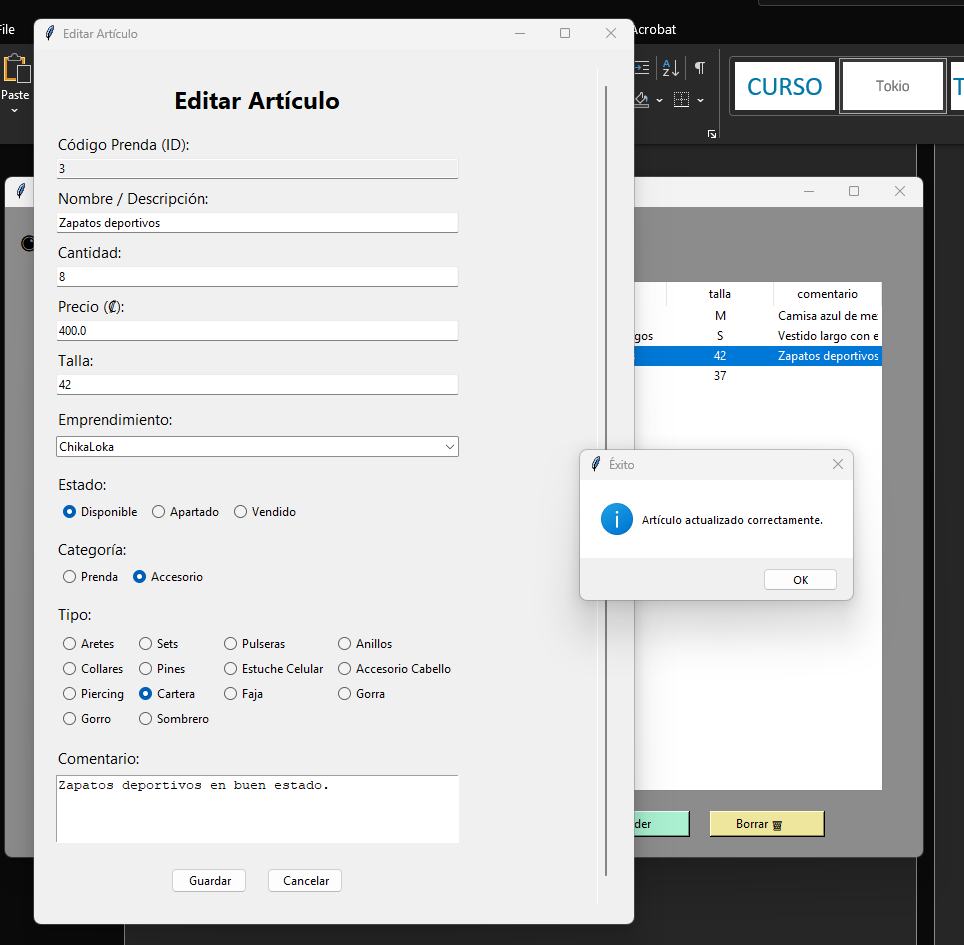 File
Acrobat
Paste
CURSO
Tokio
Editar Artículo
Editar Artículo
Código Prenda (ID):
3
Nombre / Descripción:
Zapatos deportivos
Cantidad:
8
Precio (₡):
400.0
Talla:
42
Emprendimiento:
ChikaLoka
Estado:
Disponible Apartado Vendido
Categoría:
Prenda Accesorio
Tipo:
Aretes Sets Pulseras Anillos
Collares Pines Estuche Celular Accesorio Cabello
Piercing Cartera Faja Gorra
Gorro Sombrero
Comentario:
Zapatos deportivos en buen estado.
Guardar Cancelar
talla comentario
M Camisa azul de me
gos S Vestido largo con e
42 Zapatos deportivos
37
Éxito
Artículo actualizado correctamente.
OK
der
Borrar